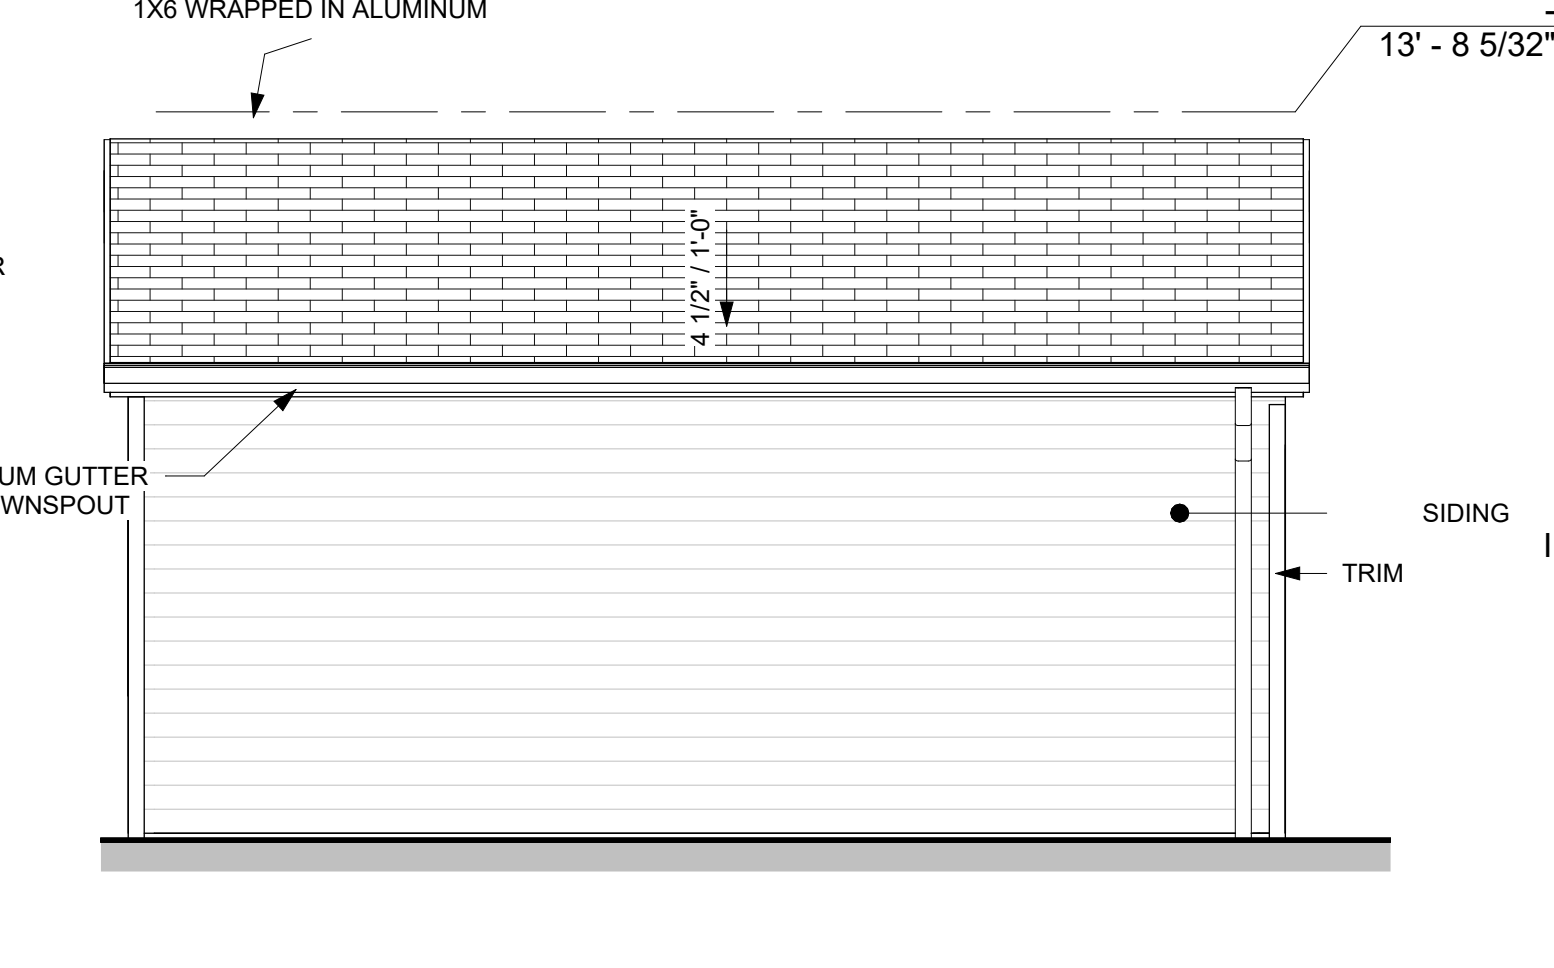 1X6 WRAPPED IN ALUMINUM
13' - 8 5/32"
4 1/2" / 1'-0"
R
UM GUTTER
WNSPOUT
SIDING
TRIM